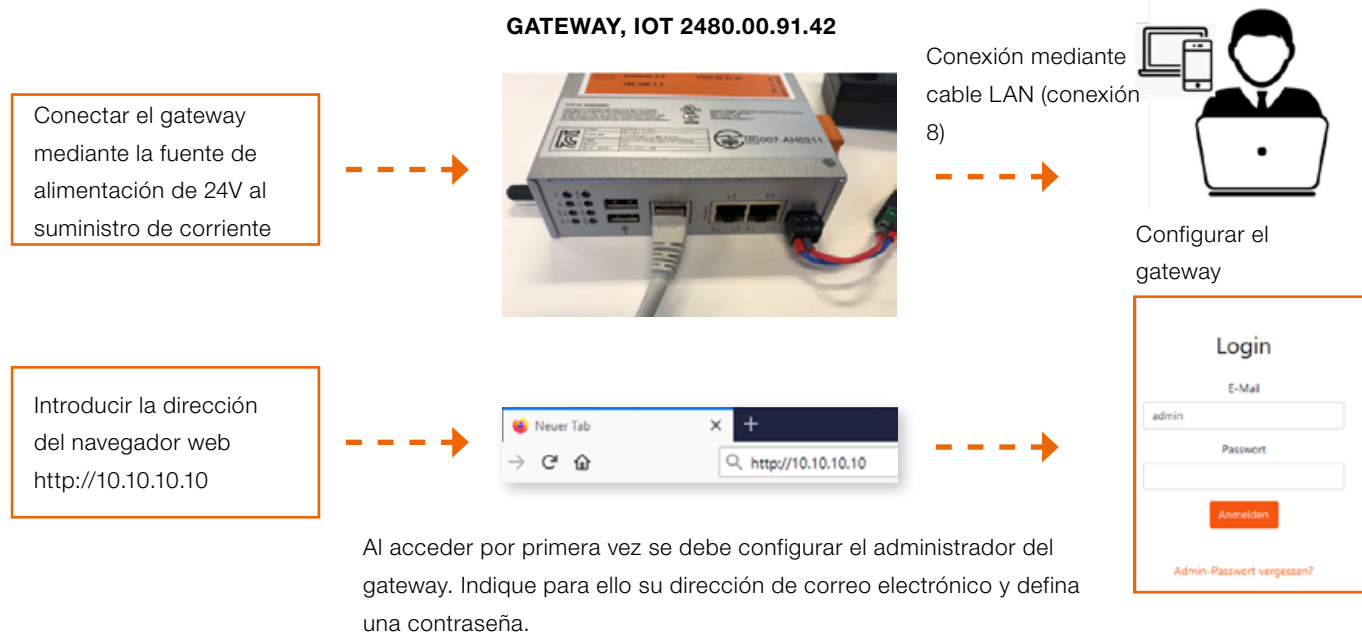 GATEWAY, IOT 2480.00.91.42
Conectar el gateway
mediante la fuente de
alimentación de 24V al
suministro de corriente
007-AH0211
Conexión mediante
cable LAN (conexión
8)
Configurar el
gateway
Introducir la dirección
del navegador web
http://10.10.10.10
Neuer Tab
http://10.10.10.10
Login
E-Mail
admin
Passwort
Anmelden
Admin-Passwort vergessen?
Al acceder por primera vez se debe configurar el administrador del
gateway. Indique para ello su dirección de correo electrónico y defina
una contraseña.